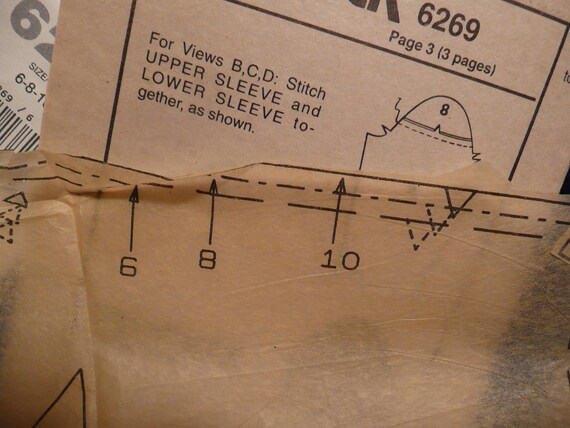 6269
Page 3 (3 pages)
For Views B,C,D: Stitch
UPPER SLEEVE and
LOWER SLEEVE to-
gether, as shown.
8
6
8
10